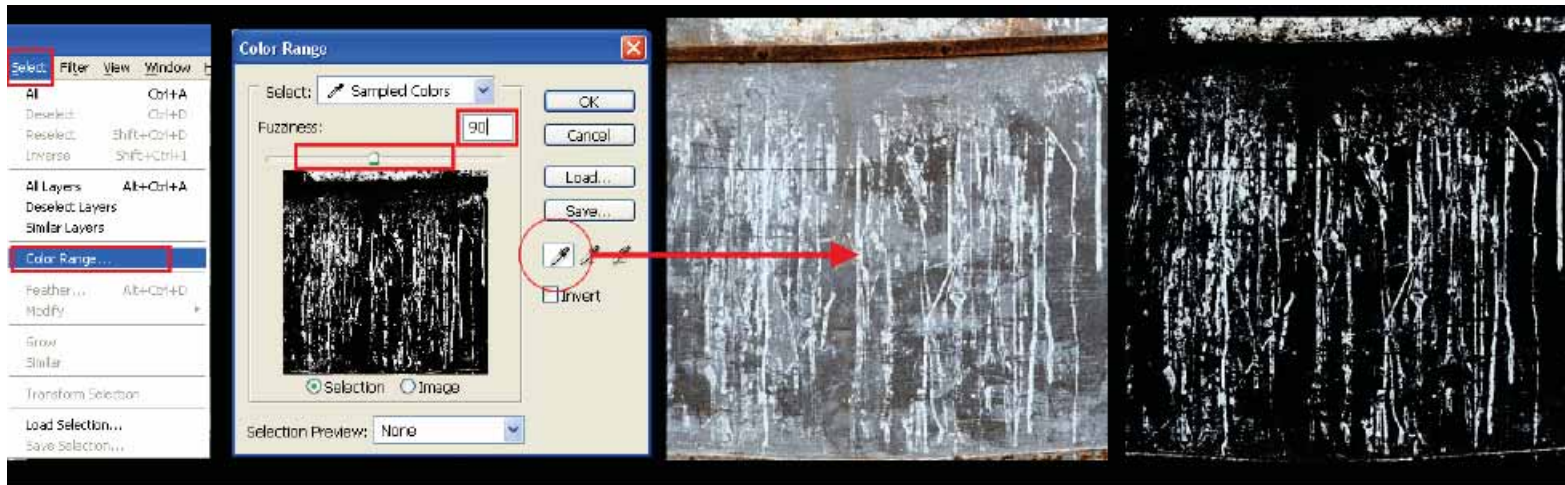 Select Filter View Window
All Ctrl+A
Deselect Ctrl+D
Reselect Shift+Ctrl+D
Inverse Shift+Ctrl+I
All Layers Alt+Ctrl+A
Deselect Layers
Similar Layers
Color Range...
Feather... Alt+Ctrl+D
Modify
Grow
Similar
Transform Selection
Load Selection...
Save Selection...
Color Range
Select: Sampled Colors
Fuzziness: 90
OK
Cancel
Load...
Save...
Invert
Selection Image
Selection Preview: None